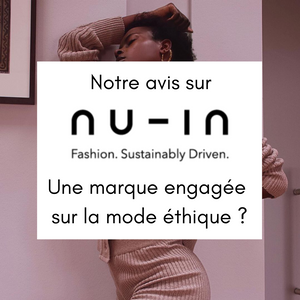 Notre avis sur
nu-in
Fashion. Sustainably Driven.
Une marque engagée
sur la mode éthique ?